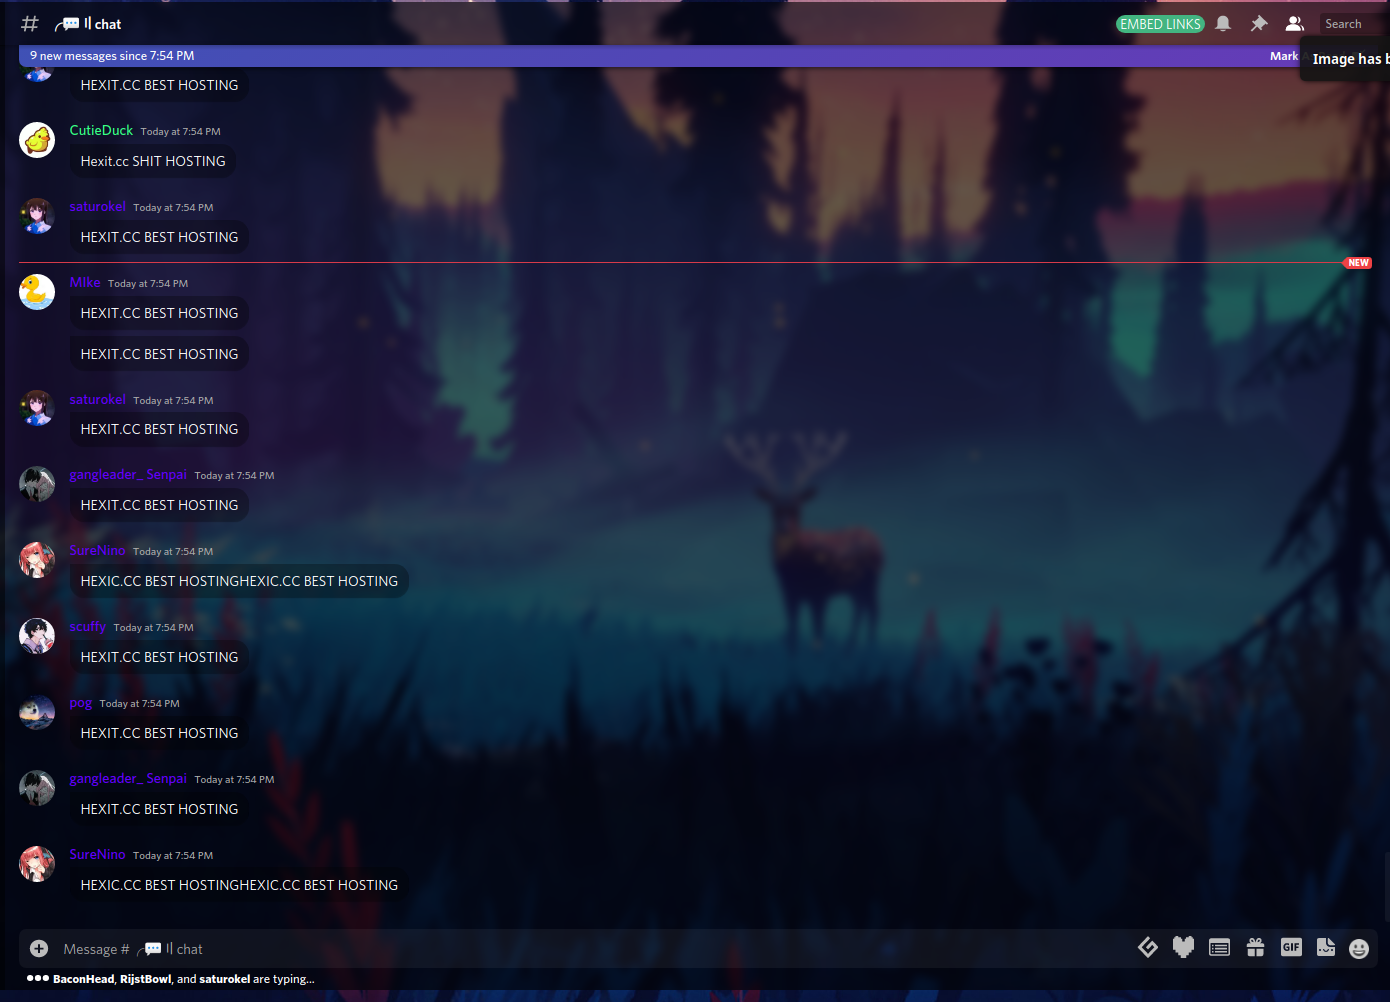 # 💬 | chat
EMBED LINKS
Search
9 new messages since 7:54 PM
Mark
Image has b
HEXIT.CC BEST HOSTING
CutieDuck Today at 7:54 PM
Hexit.cc SHIT HOSTING
saturokel Today at 7:54 PM
HEXIT.CC BEST HOSTING
NEW
MIke Today at 7:54 PM
HEXIT.CC BEST HOSTING
HEXIT.CC BEST HOSTING
saturokel Today at 7:54 PM
HEXIT.CC BEST HOSTING
gangleader_ Senpai Today at 7:54 PM
HEXIT.CC BEST HOSTING
SureNino Today at 7:54 PM
HEXIC.CC BEST HOSTINGHEXIC.CC BEST HOSTING
scuffy Today at 7:54 PM
HEXIT.CC BEST HOSTING
pog Today at 7:54 PM
HEXIT.CC BEST HOSTING
gangleader_ Senpai Today at 7:54 PM
HEXIT.CC BEST HOSTING
SureNino Today at 7:54 PM
HEXIC.CC BEST HOSTINGHEXIC.CC BEST HOSTING
Message # 💬 | chat
GIF
BaconHead, RijstBowl, and saturokel are typing...